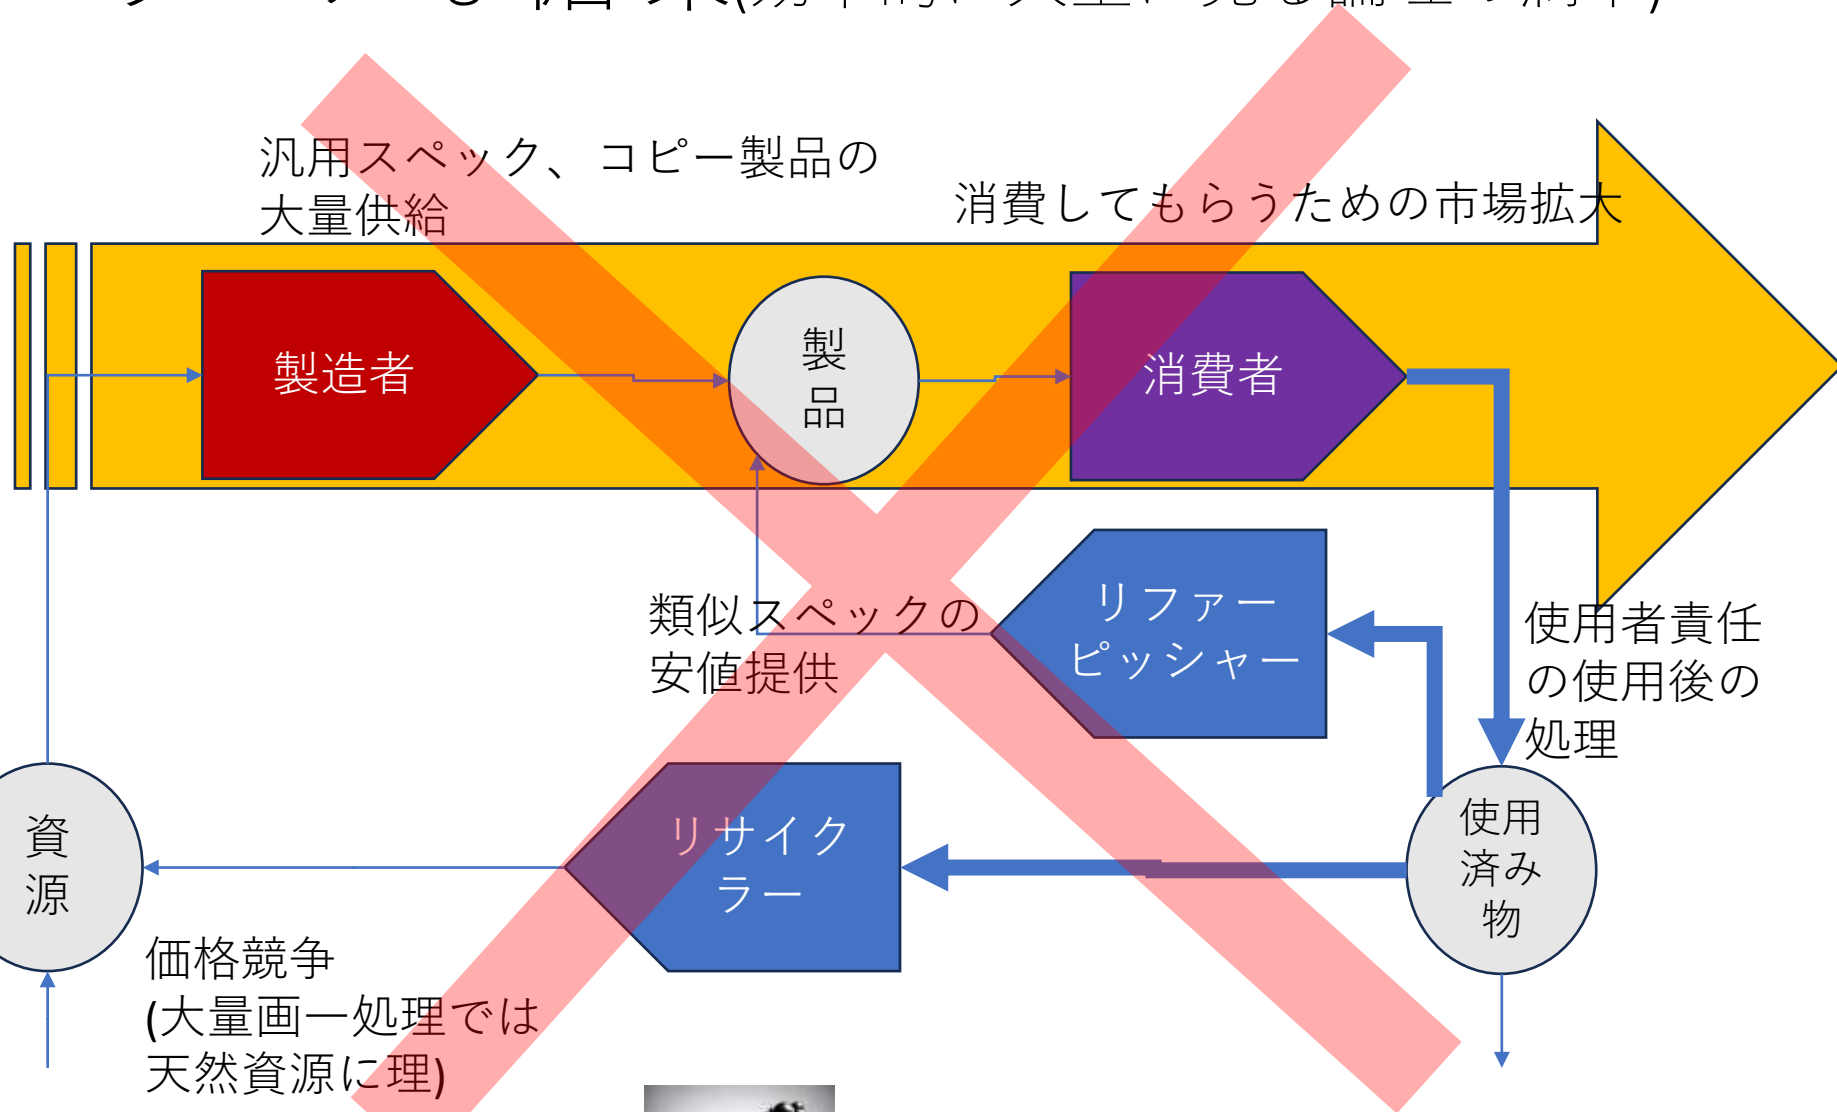 汎用スペック、コピー製品の
大量供給
消費してもらうための市場拡大
製造者
製
品
消費者
類似スペックの
安値提供
リファー
ビッシャー
使用者責任
の使用後の
処理
資
源
リサイク
ラー
使用
済み
物
価格競争
(大量画一処理では
天然資源に理)